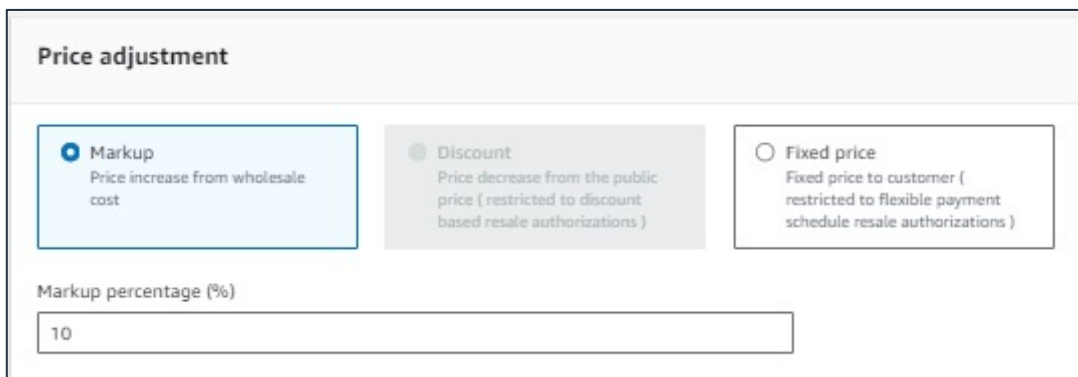 Price adjustment
Markup
Price increase from wholesale
cost
Discount
Price decrease from the public
price ( restricted to discount
based resale authorizations )
Fixed price
Fixed price to customer (
restricted to flexible payment
schedule resale authorizations )
Markup percentage (%)
10